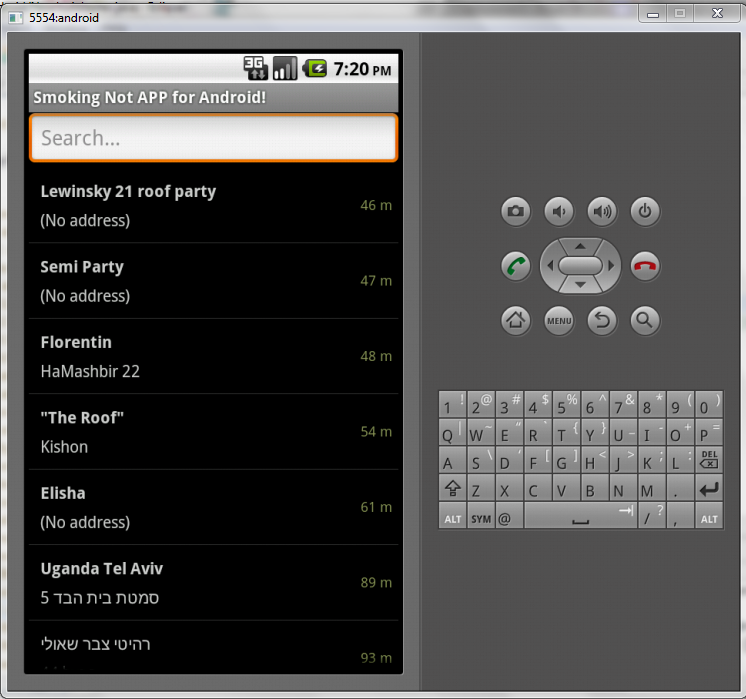 5554:android
3G
7:20 PM
Smoking Not APP for Android!
Search...
Lewinsky 21 roof party
46 m
(No address)
Semi Party
47 m
(No address)
Florentin
48 m
HaMashbir 22
"The Roof"
54 m
Kishon
Elisha
61 m
(No address)
Uganda Tel Aviv
89 m
סמטת בית הבד 5
רהיטי צבר שאולי
93 m
MENU
1 ! 2 @ 3 # 4 $ 5 % 6 ^ 7 & 8 * 9 ( 0 )
Q | W ~ E " R ` T { Y } U _ I - O + P =
A S \ D ' F [ G ] H < J > K ; L : DEL
Z X C V B N M .
ALT SYM @ / ? , ALT